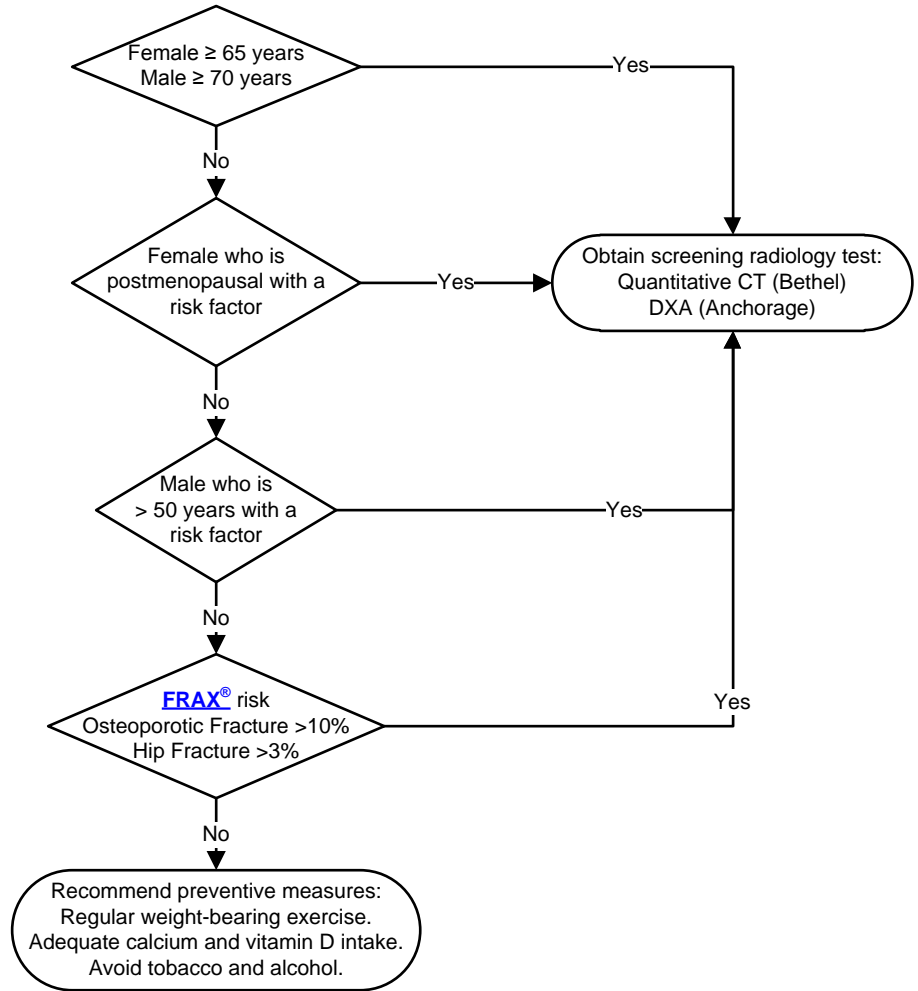 Female ≥ 65 years
Male ≥ 70 years
Yes
No
Female who is
postmenopausal with a
risk factor
Yes
Obtain screening radiology test:
Quantitative CT (Bethel)
DXA (Anchorage)
No
Male who is
> 50 years with a
risk factor
Yes
No
FRAX® risk
Osteoporotic Fracture >10%
Hip Fracture >3%
Yes
No
Recommend preventive measures:
Regular weight-bearing exercise.
Adequate calcium and vitamin D intake.
Avoid tobacco and alcohol.